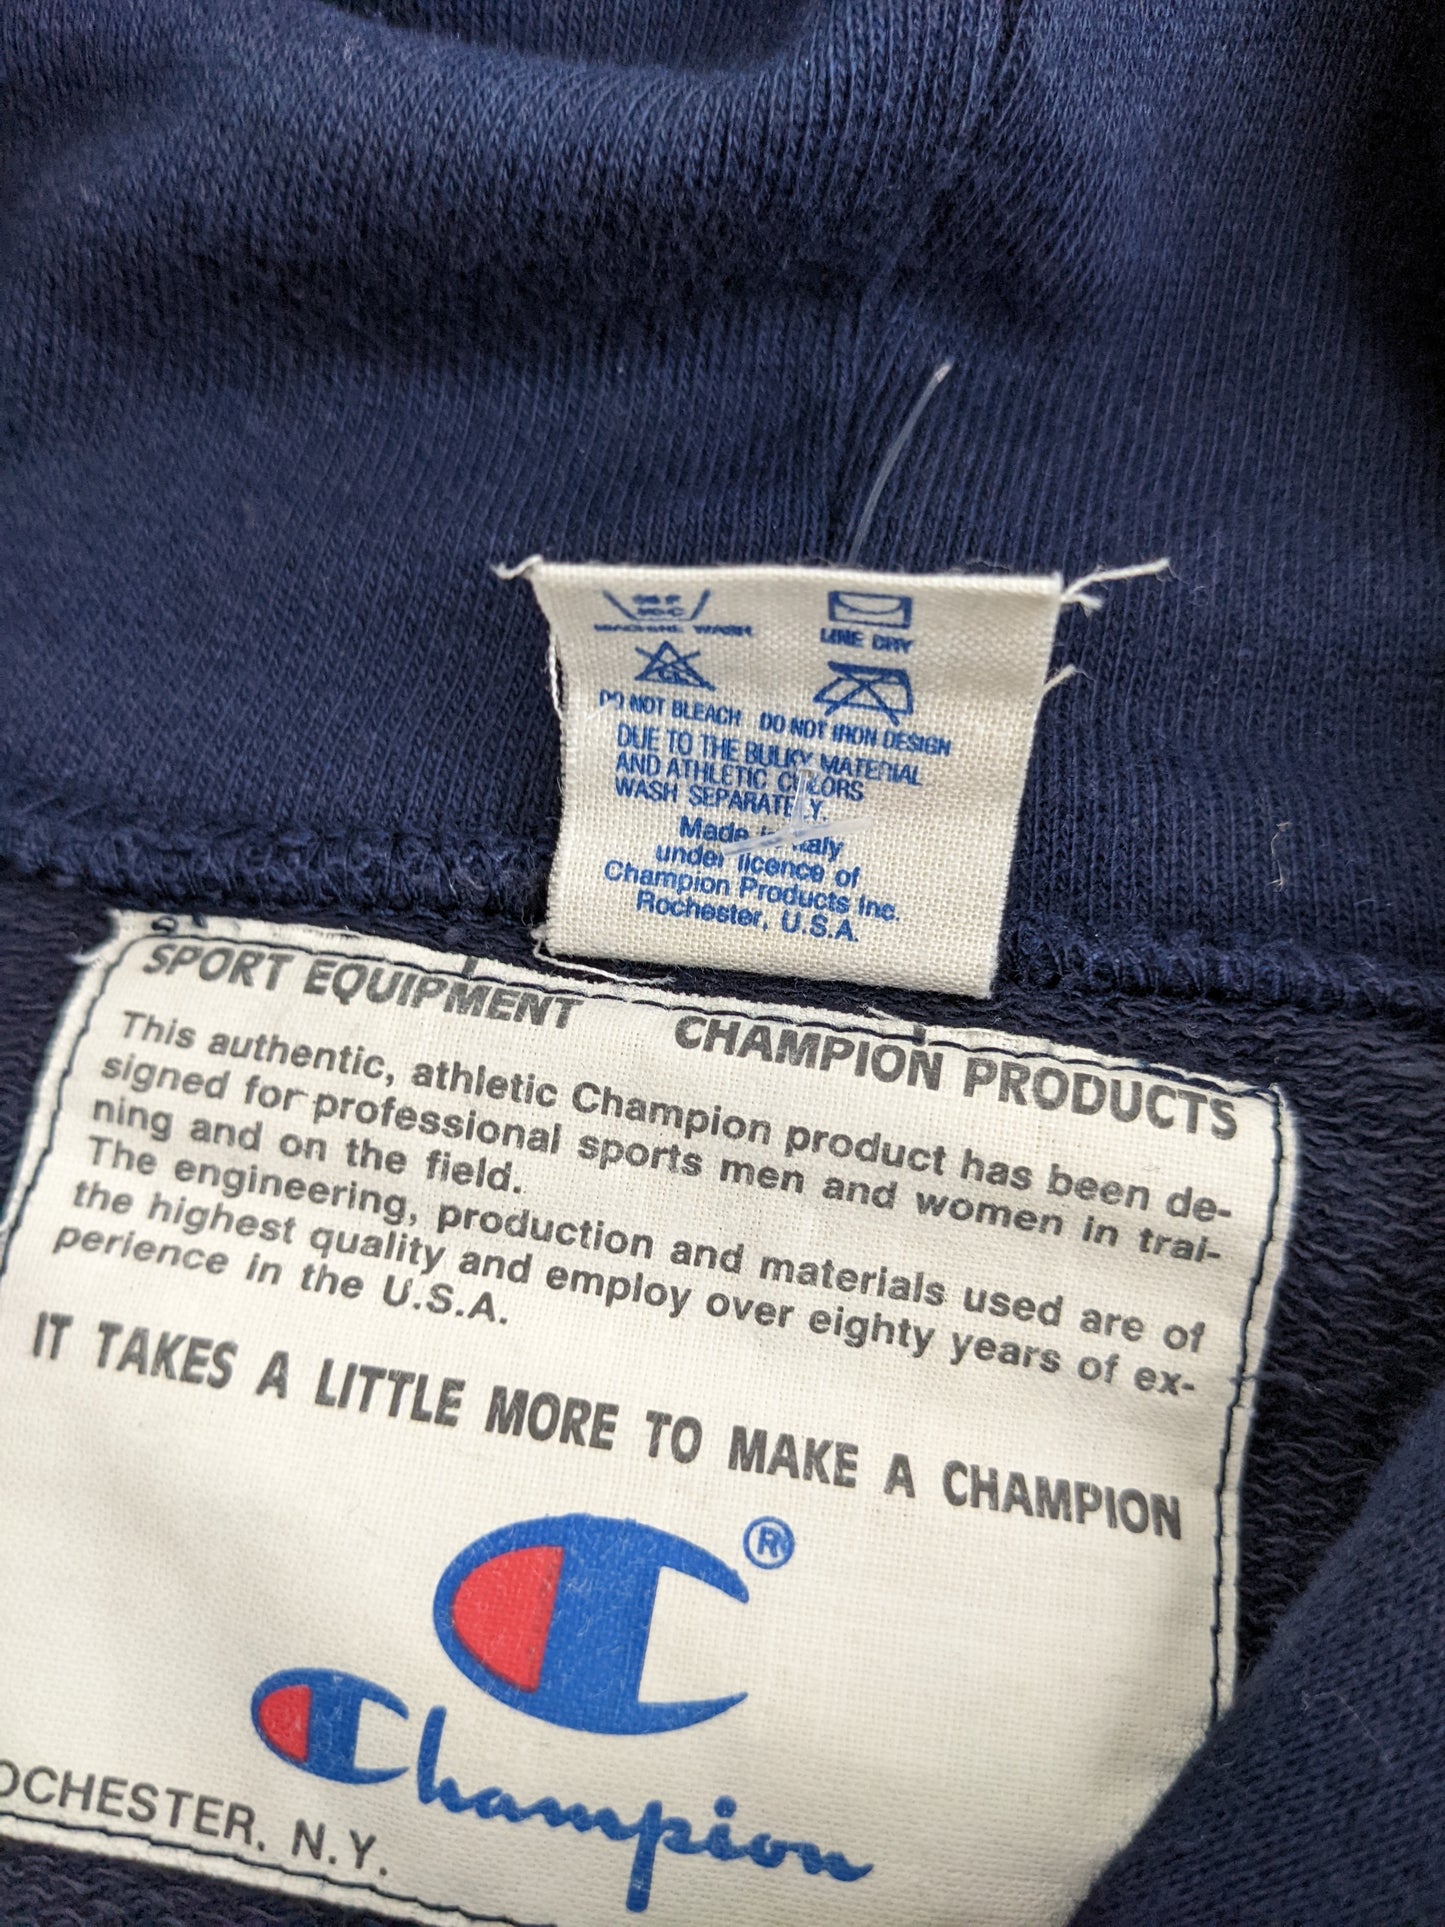 MACHINE WASH
LINE DRY
CL
DO NOT BLEACH DO NOT IRON DESIGN
DUE TO THE BULKY MATERIAL
AND ATHLETIC COLORS
WASH SEPARATELY.
Made in Italy
under licence of
Champion Products Inc.
Rochester, U.S.A.
SPORT EQUIPMENT CHAMPION PRODUCTS
This authentic, athletic Champion product has been de-
signed for professional sports men and women in trai-
ning and on the field.
The engineering, production and materials used are of
the highest quality and employ over eighty years of ex-
perience in the U.S.A.
IT TAKES A LITTLE MORE TO MAKE A CHAMPION
®
Champion
OCHESTER, N.Y.